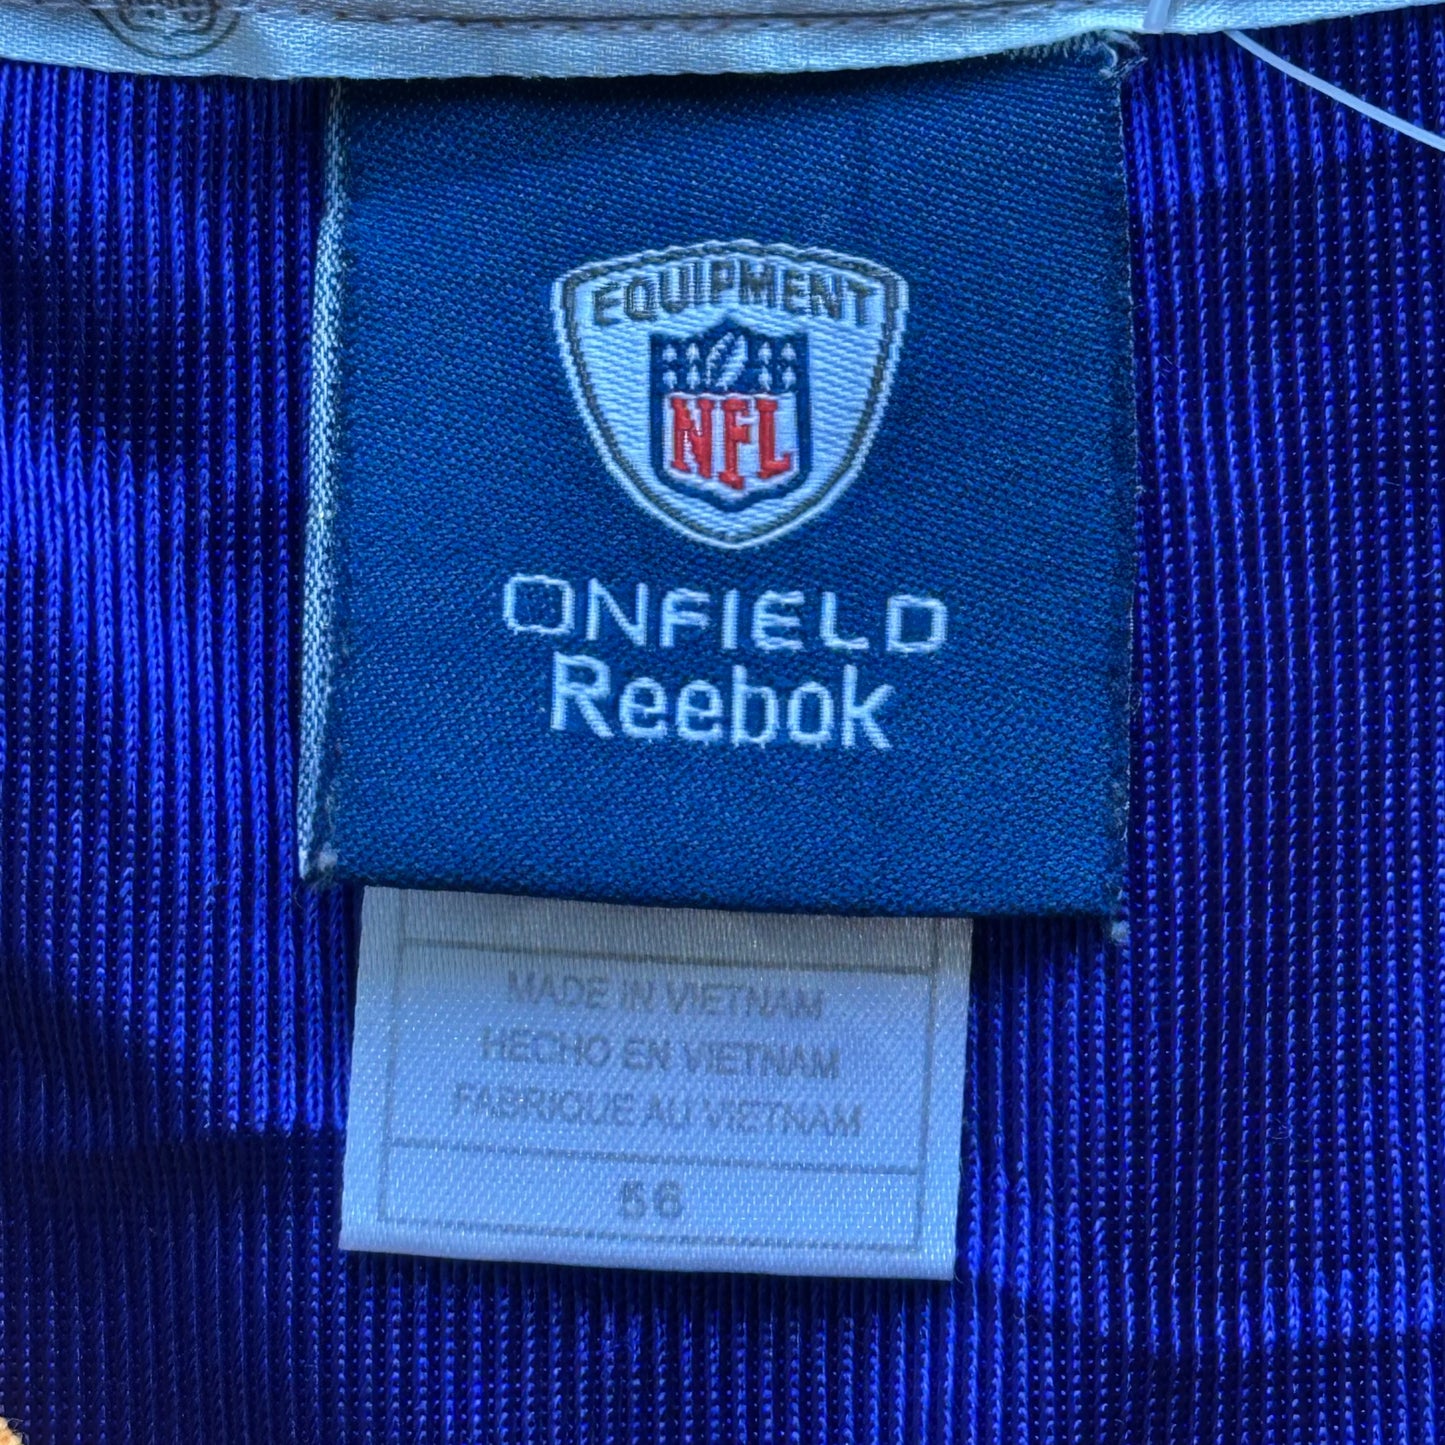 EQUIPMENT
NFL
ONFIELD
Reebok
MADE IN VIETNAM
HECHO EN VIETNAM
FABRIQUE AU VIETNAM
56